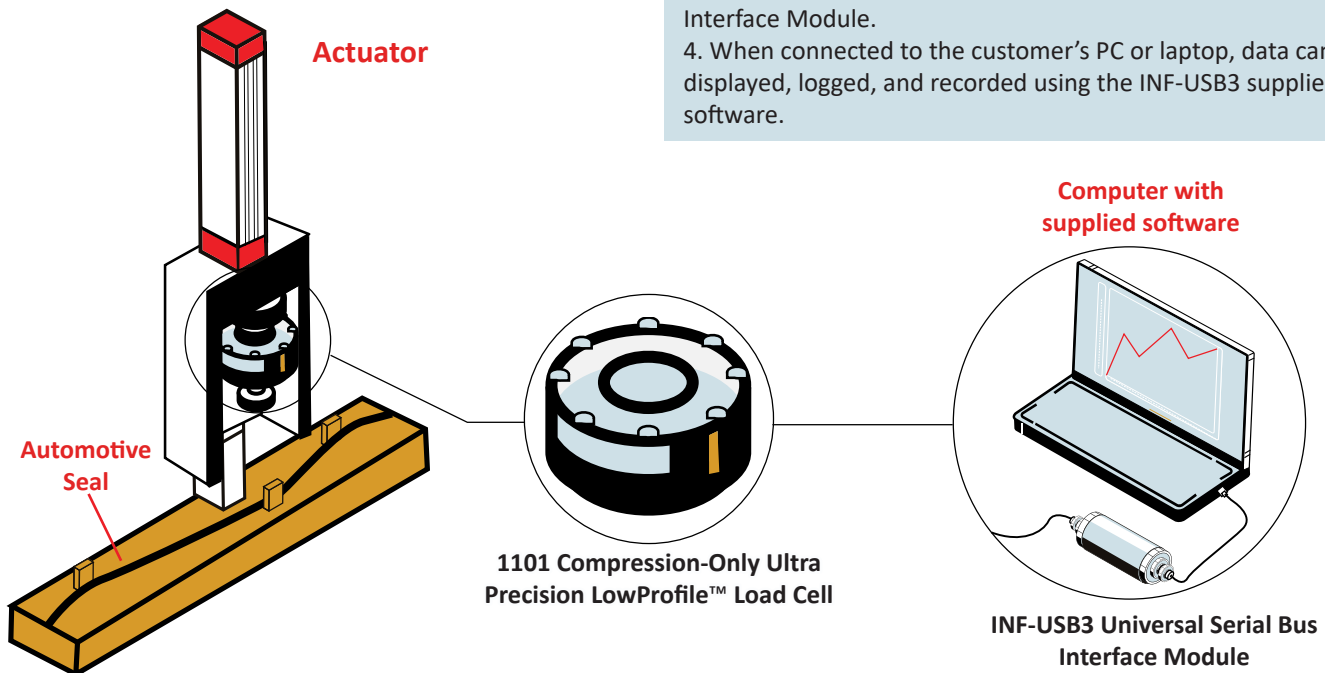 Interface Module.
4. When connected to the customer’s PC or laptop, data can
displayed, logged, and recorded using the INF-USB3 supplie
software.
Actuator
Computer with
supplied software
Automotive
Seal
1101 Compression-Only Ultra
Precision LowProfile™ Load Cell
INF-USB3 Universal Serial Bus
Interface Module